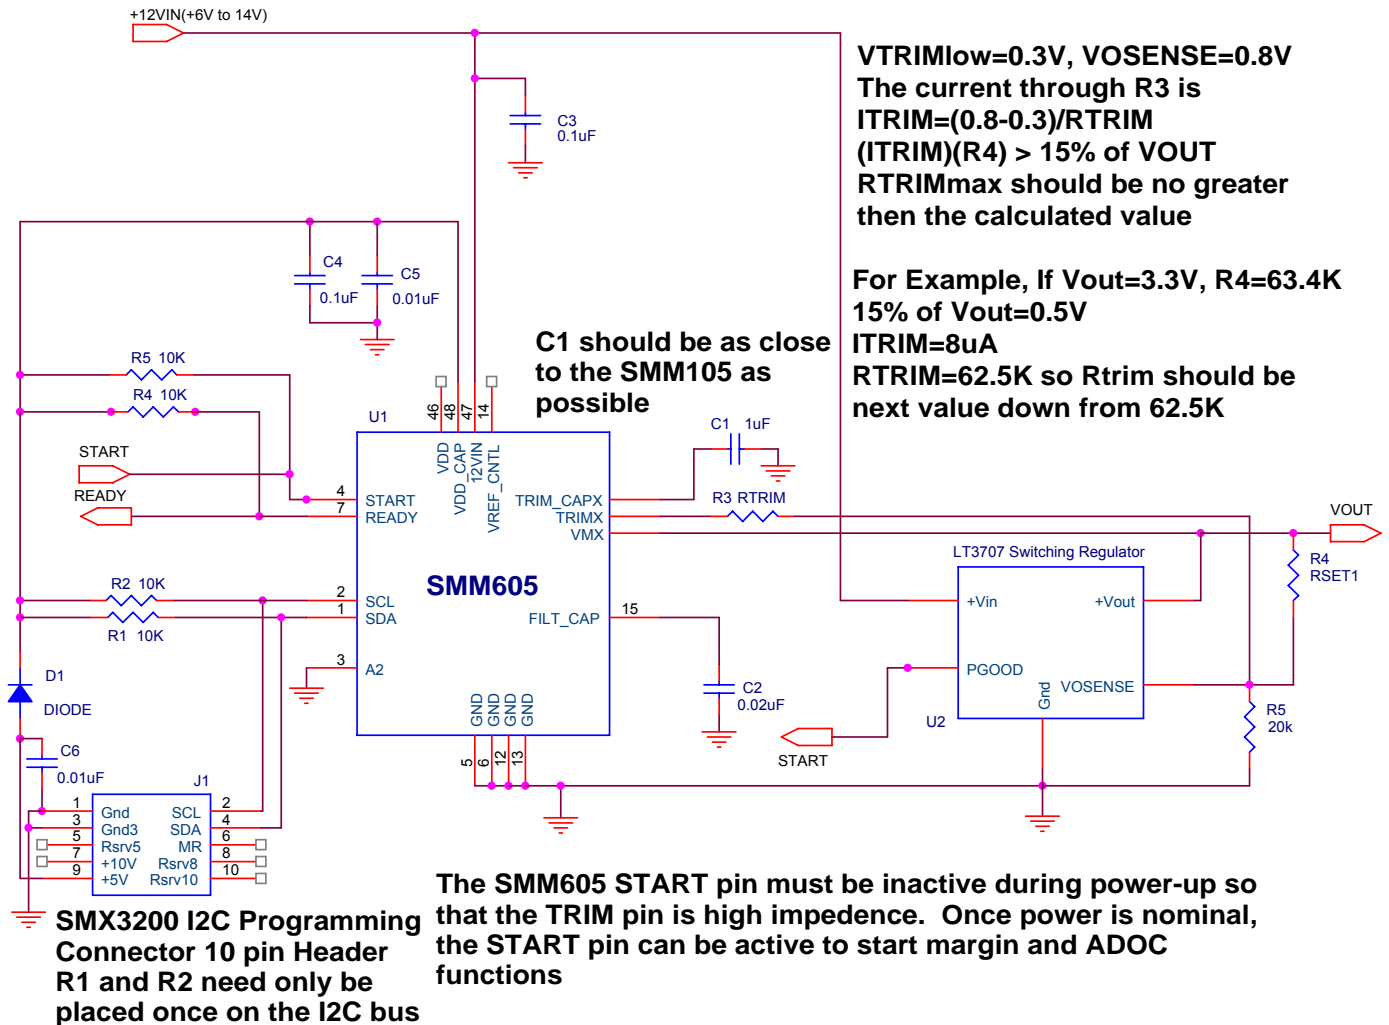 +12VIN(+6V to 14V)
VTRIMlow=0.3V, VOSENSE=0.8V
The current through R3 is
ITRIM=(0.8-0.3)/RTRIM
(ITRIM)(R4) > 15% of VOUT
RTRIMmax should be no greater
then the calculated value
For Example, If Vout=3.3V, R4=63.4K
15% of Vout=0.5V
ITRIM=8uA
RTRIM=62.5K so Rtrim should be
next value down from 62.5K
C3
0.1uF
C4
0.1uF
C5
0.01uF
C1 should be as close
to the SMM105 as
possible
R5 10K
R4 10K
START
READY
U1
46
48
47
14
VDD
VDD_CAP
12VIN
VREF_CNTL
4
START
7
READY
2
SCL
1
SDA
3
A2
SMM605
TRIM_CAPX
TRIMX
VMX
FILT_CAP
15
GND
GND
GND
GND
5
6
12
13
C1 1uF
R3 RTRIM
C2
0.02uF
R2 10K
R1 10K
D1
DIODE
C6
0.01uF
J1
1
Gnd
3
Gnd3
5
Rsrv5
7
+10V
9
+5V
SCL
2
SDA
4
MR
6
Rsrv8
8
Rsrv10
10
LT3707 Switching Regulator
+Vin
+Vout
PGOOD
VOSENSE
Gnd
U2
START
VOUT
R4
RSET1
R5
20k
SMX3200 I2C Programming
Connector 10 pin Header
R1 and R2 need only be
placed once on the I2C bus
The SMM605 START pin must be inactive during power-up so
that the TRIM pin is high impedence. Once power is nominal,
the START pin can be active to start margin and ADOC
functions